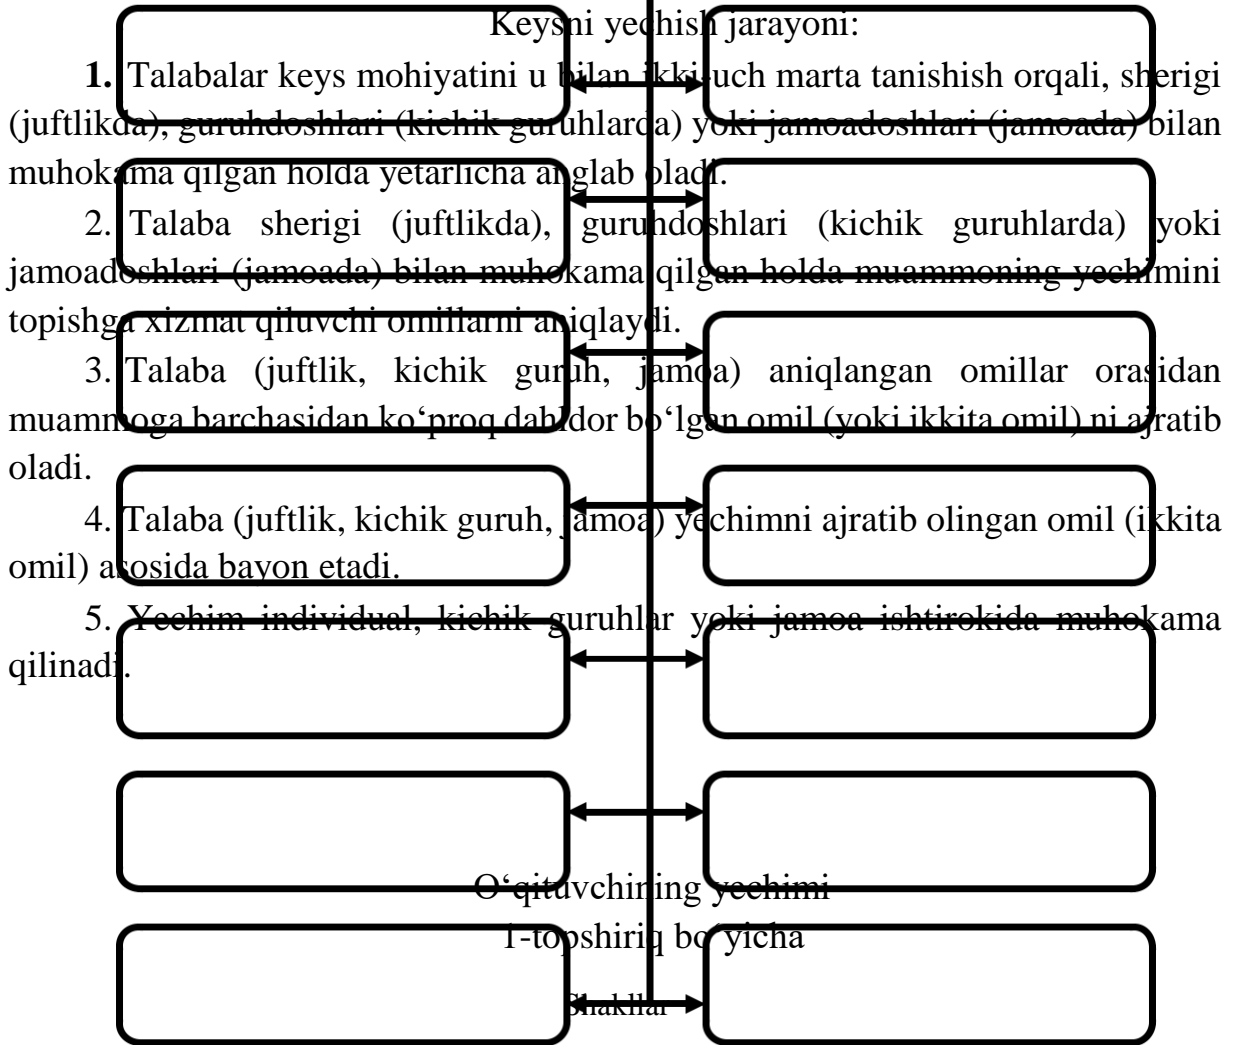 Keysni yechish jarayoni:
1. Talabalar keys mohiyatini u bilan ikki-uch marta tanishish orqali, sherigi
(juftlikda), guruhdoshlari (kichik guruhlarda) yoki jamoadoshlari (jamoada) bilan
muhokama qilgan holda yetarlicha anglab oladi.
2. Talaba sherigi (juftlikda), guruhdoshlari (kichik guruhlarda) yoki
jamoadoshlari (jamoada) bilan muhokama qilgan holda muammoning yechimini
topishga xizmat qiluvchi omillarni aniqlaydi.
3. Talaba (juftlik, kichik guruh, jamoa) aniqlangan omillar orasidan
muammoga barchasidan ko‘proq dahldor bo‘lgan omil (yoki ikkita omil) ni ajratib
oladi.
4. Talaba (juftlik, kichik guruh, jamoa) yechimni ajratib olingan omil (ikkita
omil) asosida bayon etadi.
5. Yechim individual, kichik guruhlar yoki jamoa ishtirokida muhokama
qilinadi.
O‘qituvchining yechimi
1-topshiriq bo‘yicha
Shakllar